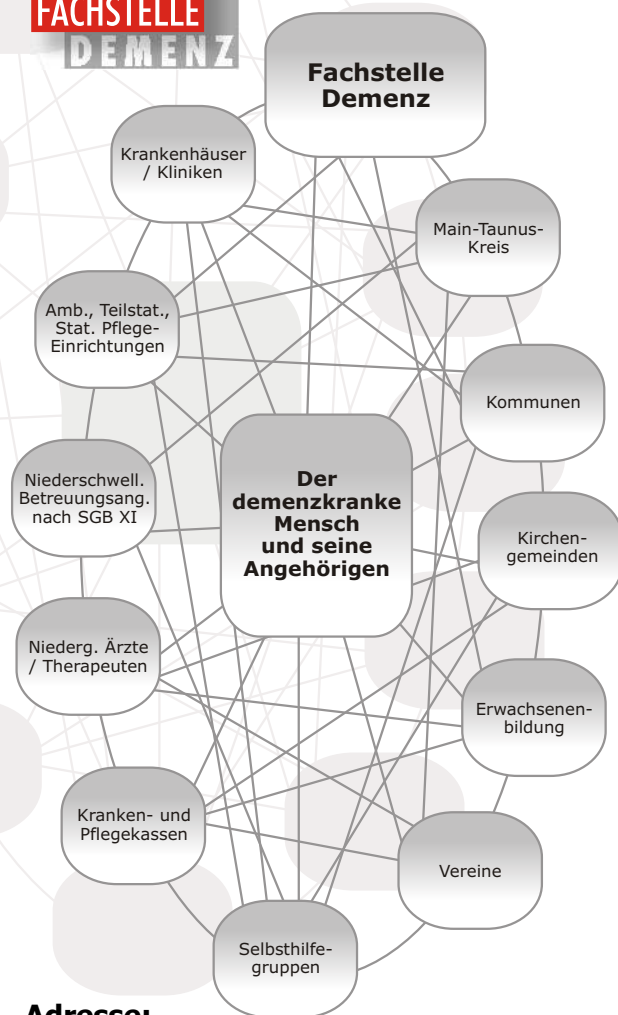 FACHSTELLE
DEMENZ
Fachstelle
Demenz
Krankenhäuser
/ Kliniken
Main-Taunus-
Kreis
Amb., Teilstat.,
Stat. Pflege-
Einrichtungen
Kommunen
Der
demenzkranke
Mensch
und seine
Angehörigen
Niederschwell.
Betreuungsang.
nach SGB XI
Kirchen-
gemeinden
Niederg. Ärzte
/ Therapeuten
Erwachsenen-
bildung
Kranken- und
Pflegekassen
Vereine
Selbsthilfe-
gruppen
Adresse: